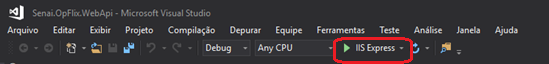 Senai.OpFlix.WebApi - Microsoft Visual Studio
Arquivo Editar Exibir Projeto Compilação Depurar Equipe Ferramentas Teste Análise Janela Ajuda
Debug Any CPU IIS Express